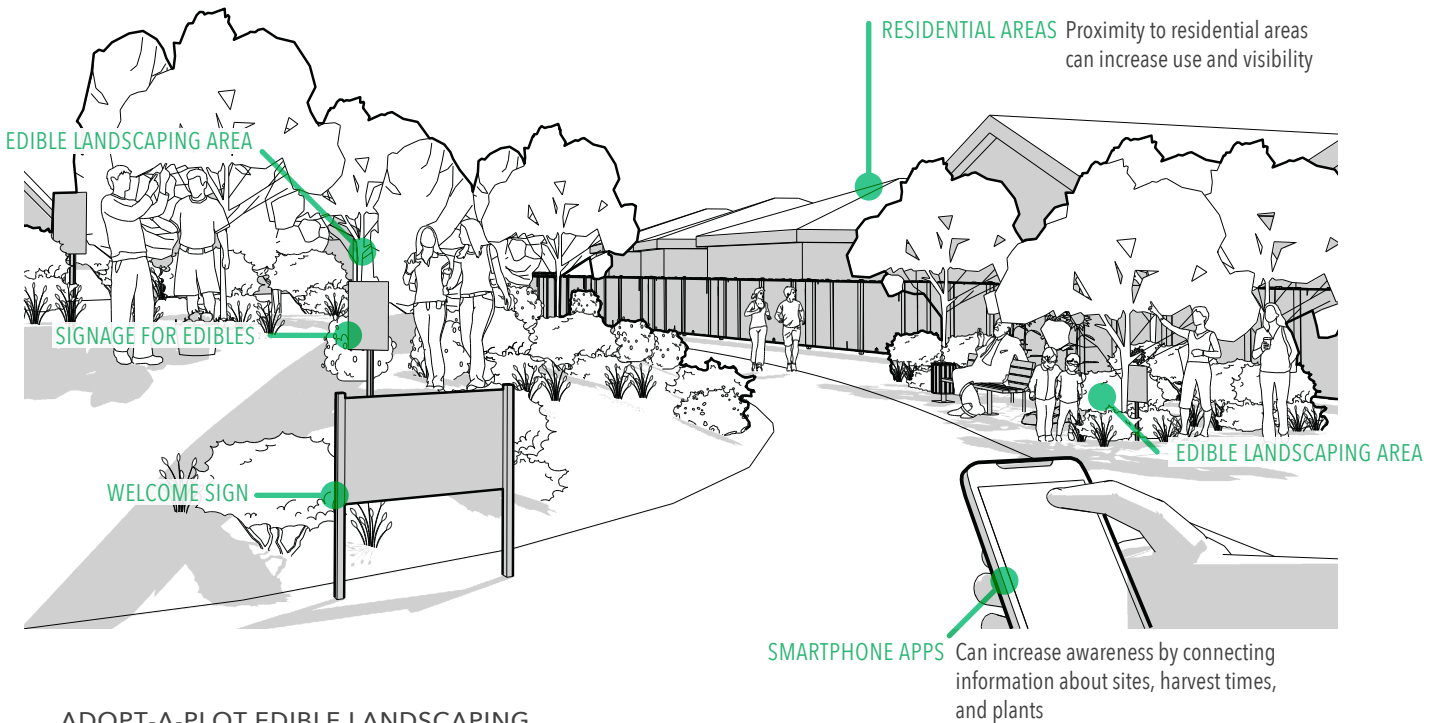 RESIDENTIAL AREAS Proximity to residential areas
can increase use and visibility
EDIBLE LANDSCAPING AREA
SIGNAGE FOR EDIBLES
EDIBLE LANDSCAPING AREA
WELCOME SIGN
SMARTPHONE APPS Can increase awareness by connecting
information about sites, harvest times,
and plants
ADOPT-A-PLOT EDIBLE LANDSCAPING